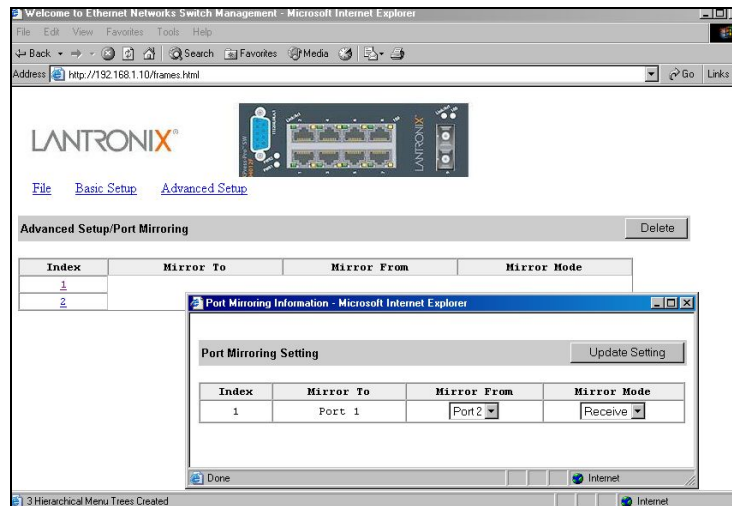 Welcome to Ethernet Networks Switch Management - Microsoft Internet Explorer
File Edit View Favorites Tools Help
Back Search Favorites Media
Address http://192.168.1.10/frames.html Go Links
LANTRONIX®
LANTRONIX
File Basic Setup Advanced Setup
Advanced Setup/Port Mirroring Delete
Index Mirror To Mirror From Mirror Mode
1
2
Port Mirroring Information - Microsoft Internet Explorer
Port Mirroring Setting Update Setting
Index Mirror To Mirror From Mirror Mode
1 Port 1 Port 2 Receive
Done Internet
3 Hierarchical Menu Trees Created Internet